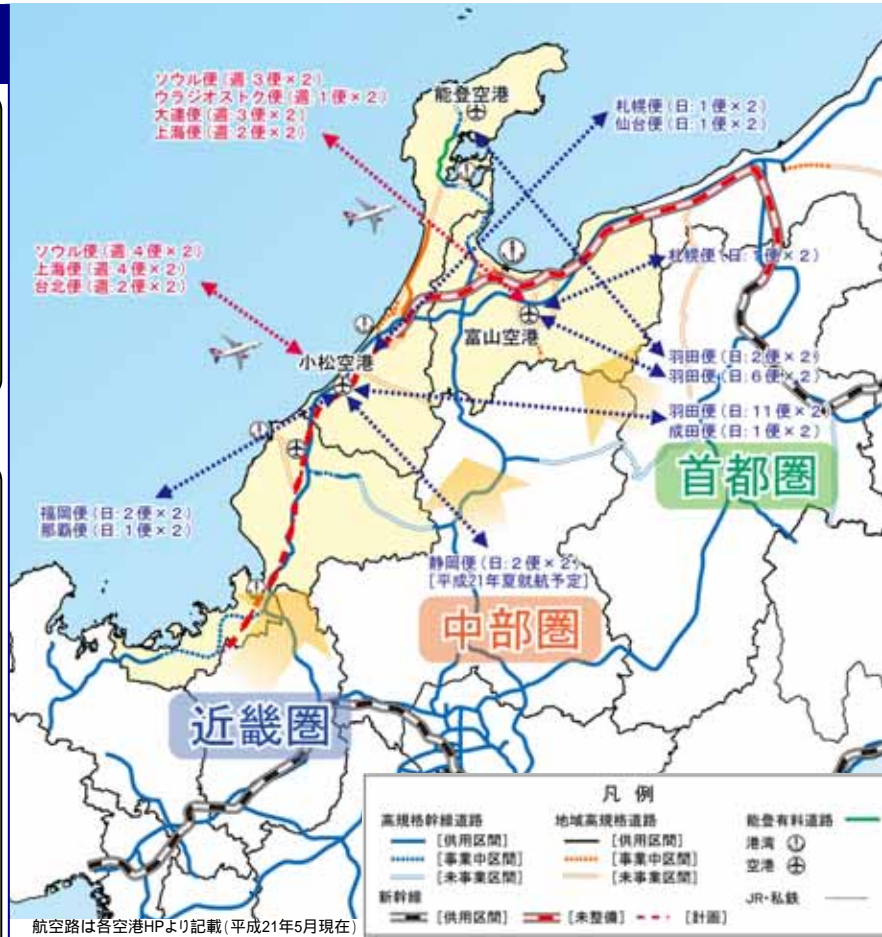 ソウル便(週:3便×2)
ウラジオストク便(週:1便×2)
大連便(週:3便×2)
上海便(週:2便×2)
能登空港
札幌便(日:1便×2)
仙台便(日:1便×2)
ソウル便(週:4便×2)
上海便(週:4便×2)
台北便(週:2便×2)
札幌便(日:1便×2)
富山空港
小松空港
羽田便(日:2便×2)
羽田便(日:6便×2)
羽田便(日:11便×2)
成田便(日:1便×2)
首都圏
福岡便(日:2便×2)
那覇便(日:1便×2)
静岡便(日:2便×2)
[平成21年夏就航予定]
中部圏
近畿圏
凡例
高規格幹線道路
[供用区間]
[事業中区間]
[未事業区間]
地域高規格道路
[供用区間]
[事業中区間]
[未事業区間]
能登有料道路
港湾
空港
新幹線
[供用区間] [未整備] [計画]
JR・私鉄
航空路は各空港HPより記載(平成21年5月現在)